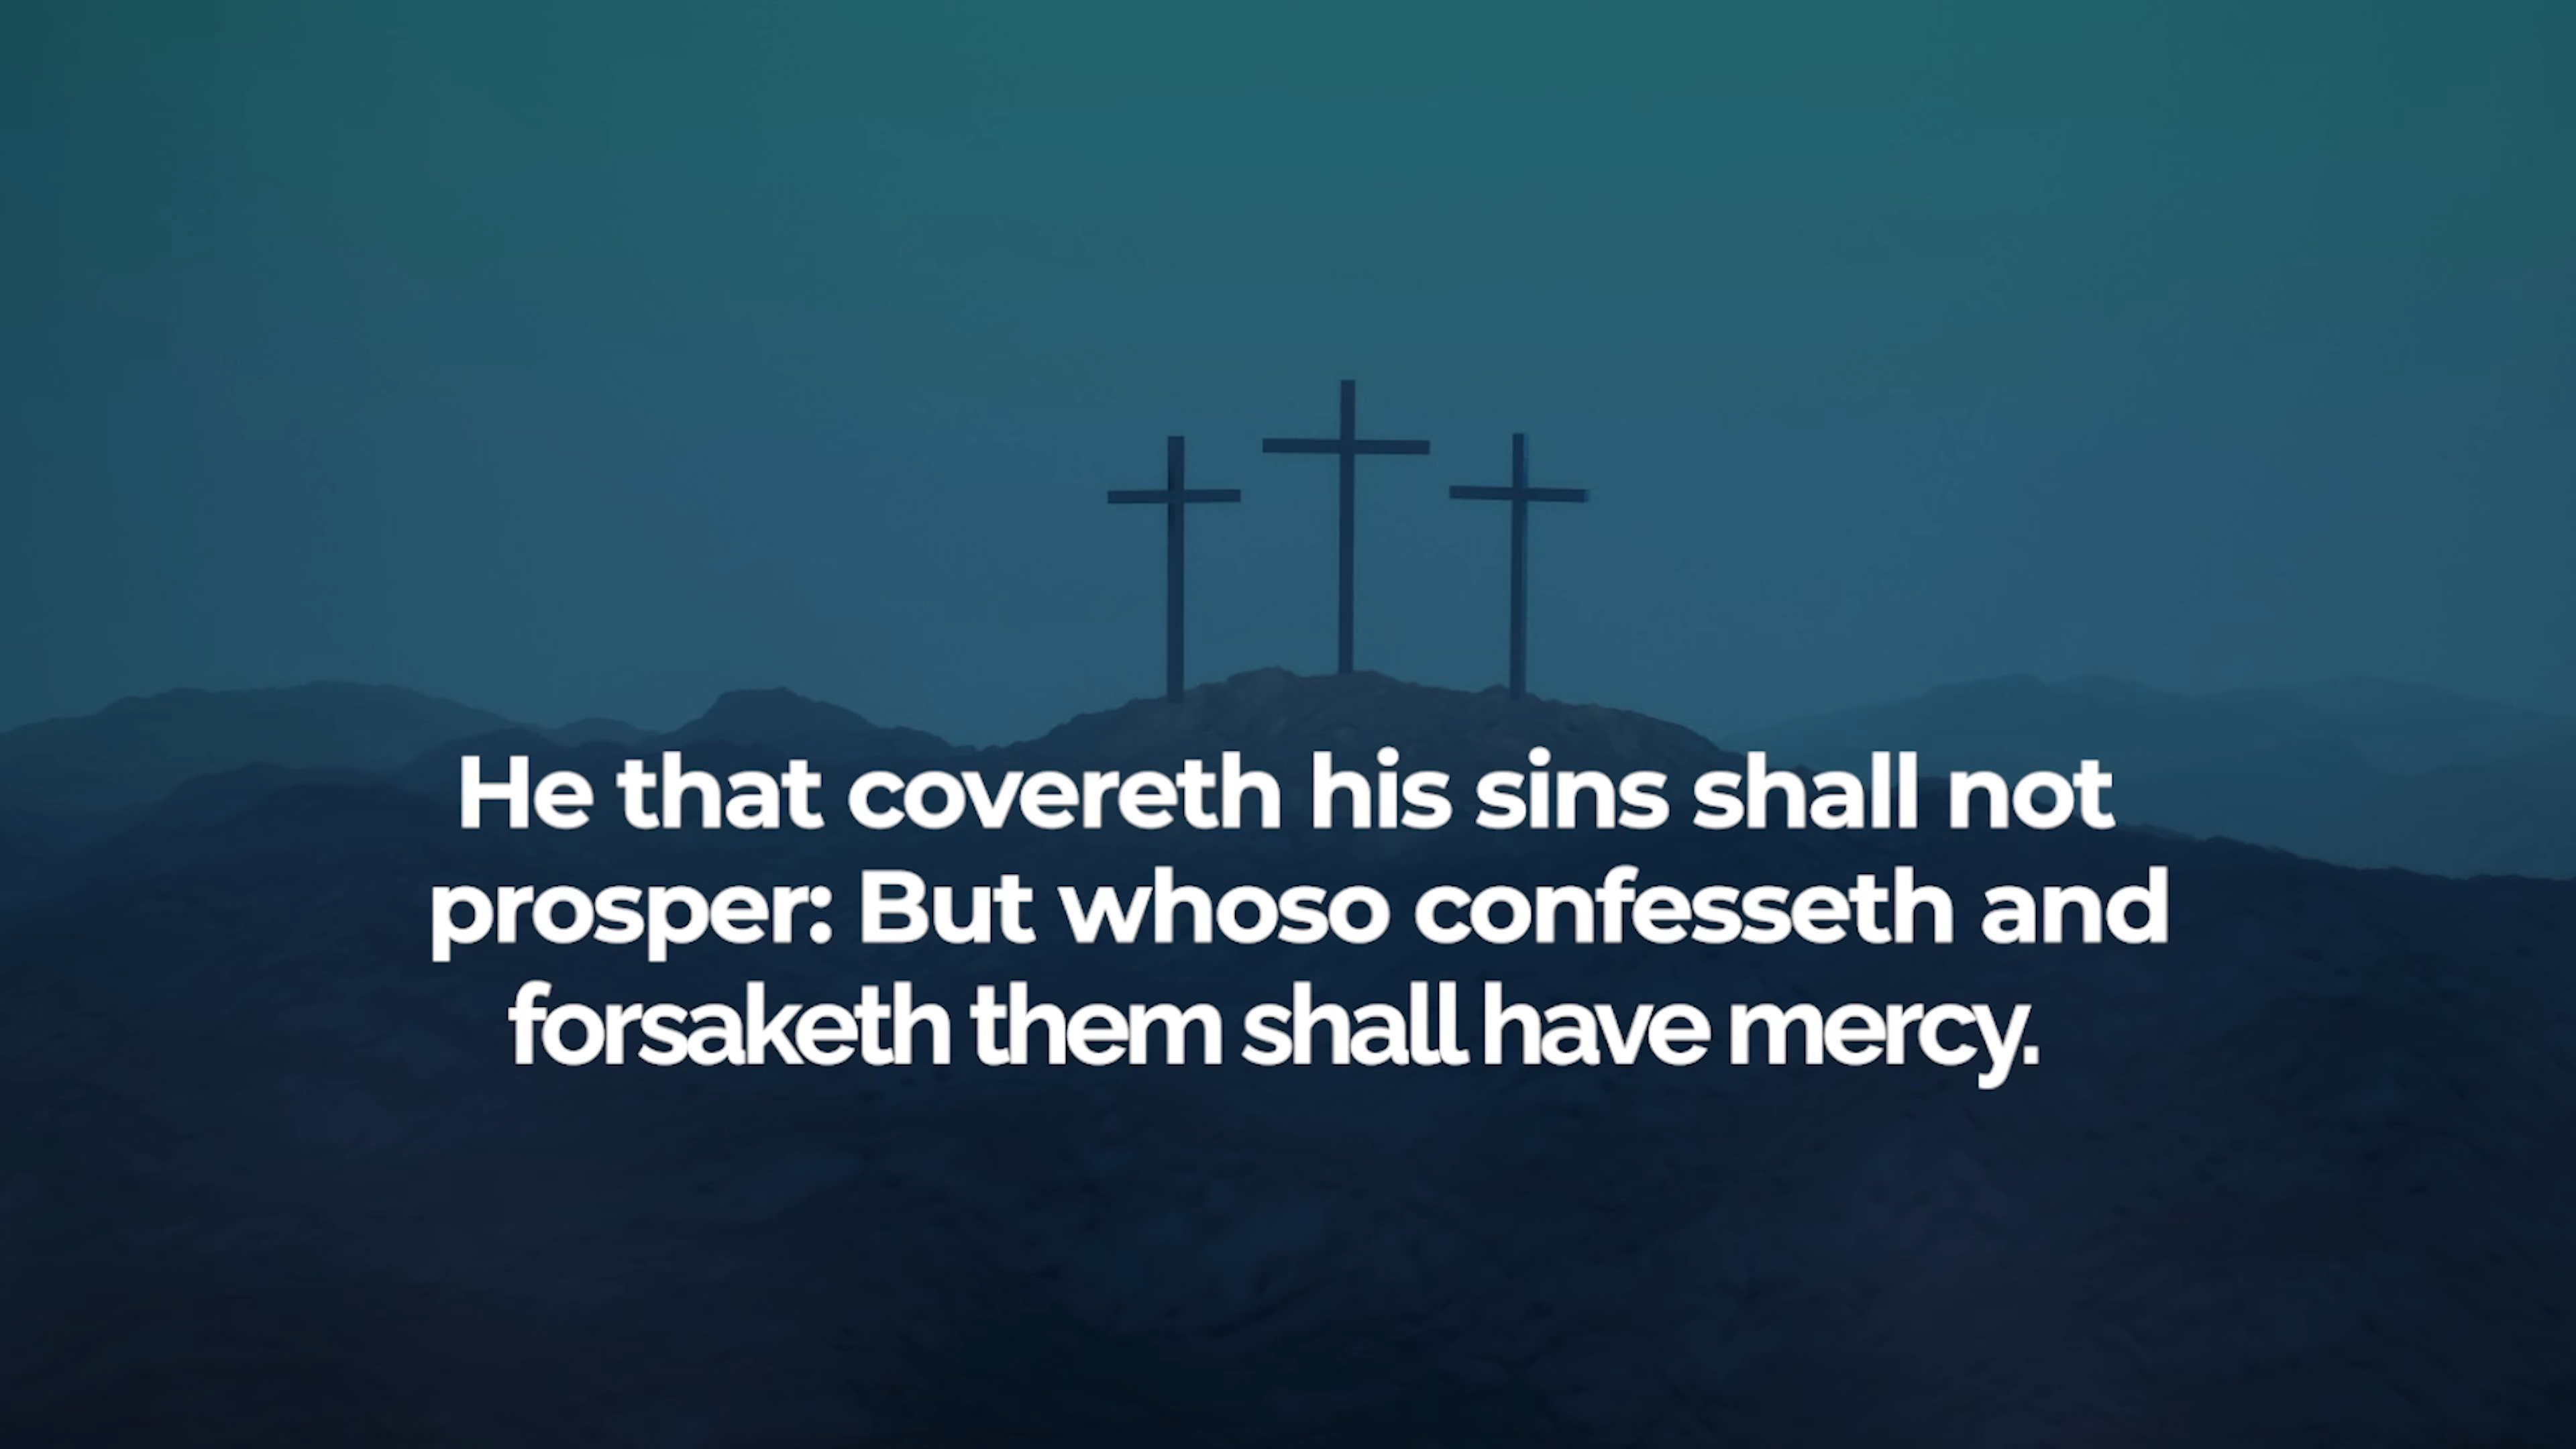 He that covereth his sins shall not
prosper: But whoso confesseth and
forsaketh them shall have mercy.